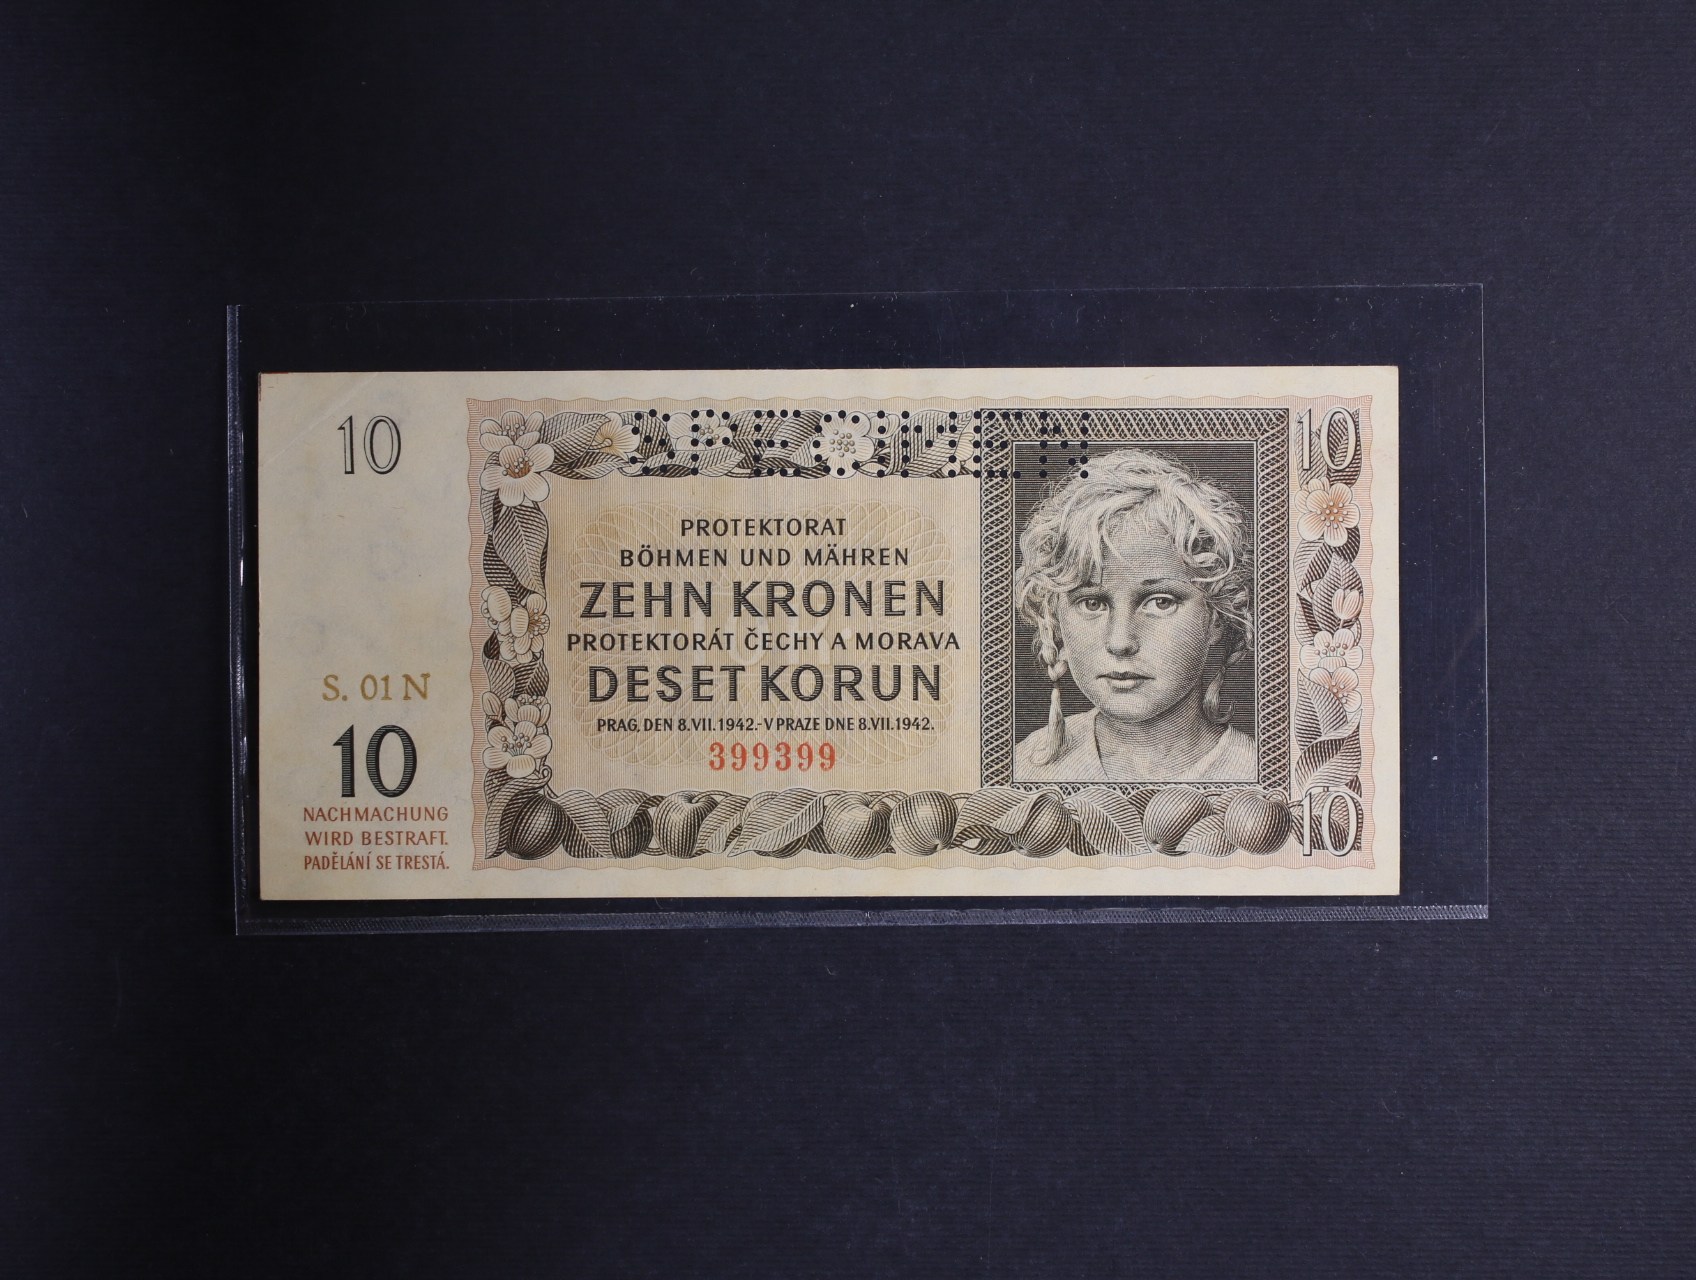 10
SPECIMEN
10
PROTEKTORAT
BÖHMEN UND MÄHREN
ZEHN KRONEN
PROTEKTORÁT ČECHY A MORAVA
DESET KORUN
PRAG, DEN 8.VII.1942.-V PRAZE DNE 8.VII.1942.
399399
S. 01 N
10
NACHMACHUNG
WIRD BESTRAFT.
PADĚLÁNÍ SE TRESTÁ.
10